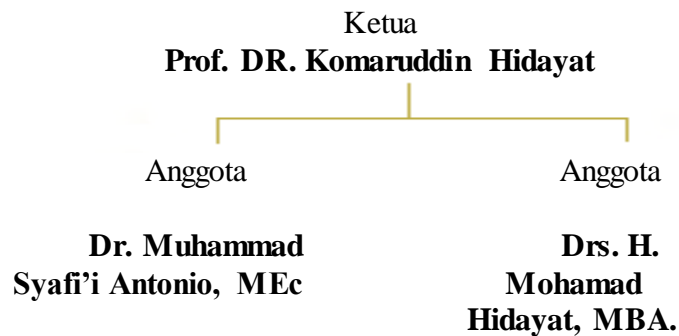 Ketua
Prof. DR. Komaruddin Hidayat
Anggota
Anggota
Dr. Muhammad
Syafi'i Antonio, MEc
Drs. H.
Mohamad
Hidayat, MBA.